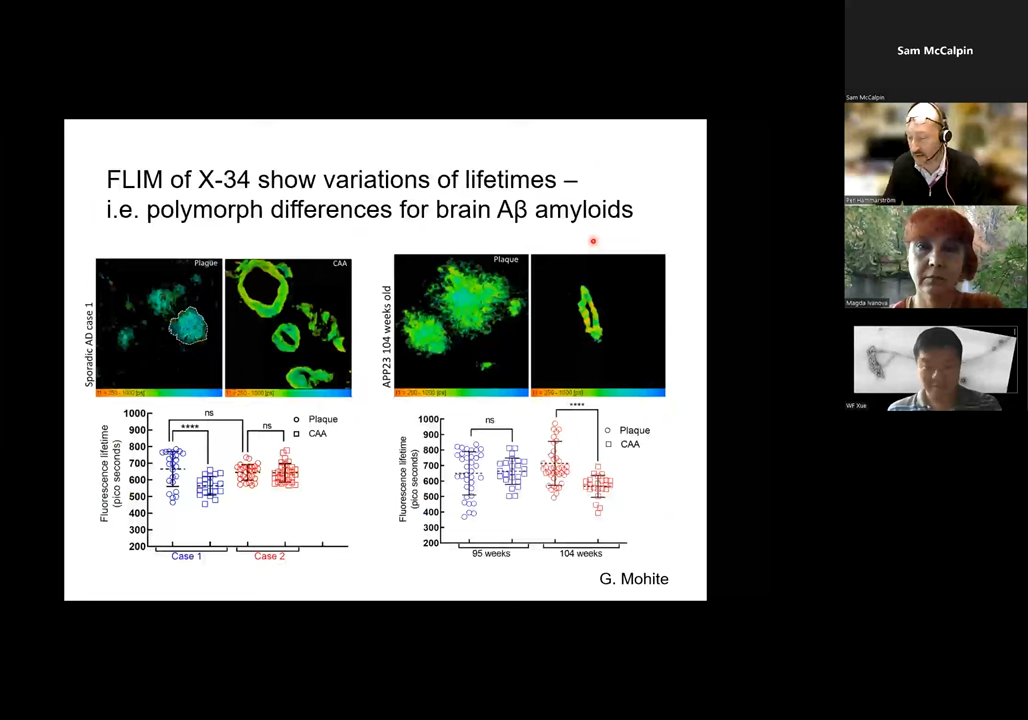 Sam McCalpin
Sam McCalpin
Per Hammarström
Magda Ivanova
WF Xue
FLIM of X-34 show variations of lifetimes –
i.e. polymorph differences for brain Aβ amyloids
Sporadic AD case 1
Plaque
CAA
APP23 104 weeks old
Plaque
Fluorescence lifetime
(pico seconds)
1000
900
800
700
600
500
400
300
200
ns
****
ns
Plaque
CAA
Case 1
Case 2
Fluorescence lifetime
(pico seconds)
1000
900
800
700
600
500
400
300
200
ns
****
Plaque
CAA
95 weeks
104 weeks
G. Mohite